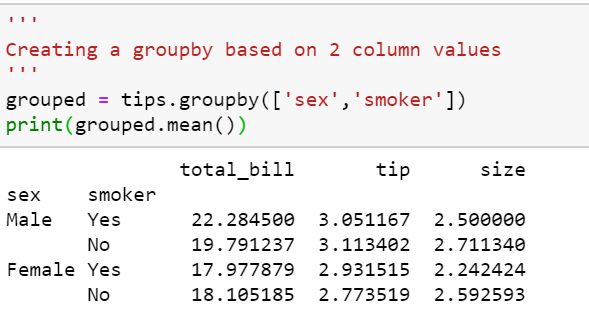 '''
Creating a groupby based on 2 column values
'''
grouped = tips.groupby(['sex','smoker'])
print(grouped.mean())
total_bill tip size
sex smoker
Male Yes 22.284500 3.051167 2.500000
No 19.791237 3.113402 2.711340
Female Yes 17.977879 2.931515 2.242424
No 18.105185 2.773519 2.592593